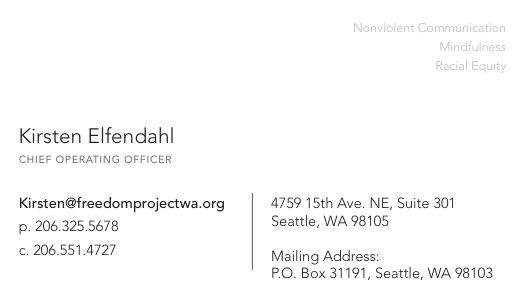 Nonviolent Communication
Mindfulness
Racial Equity
Kirsten Elfendahl
CHIEF OPERATING OFFICER
Kirsten@freedomprojectwa.org
p. 206.325.5678
c. 206.551.4727
4759 15th Ave. NE, Suite 301
Seattle, WA 98105
Mailing Address:
P.O. Box 31191, Seattle, WA 98103